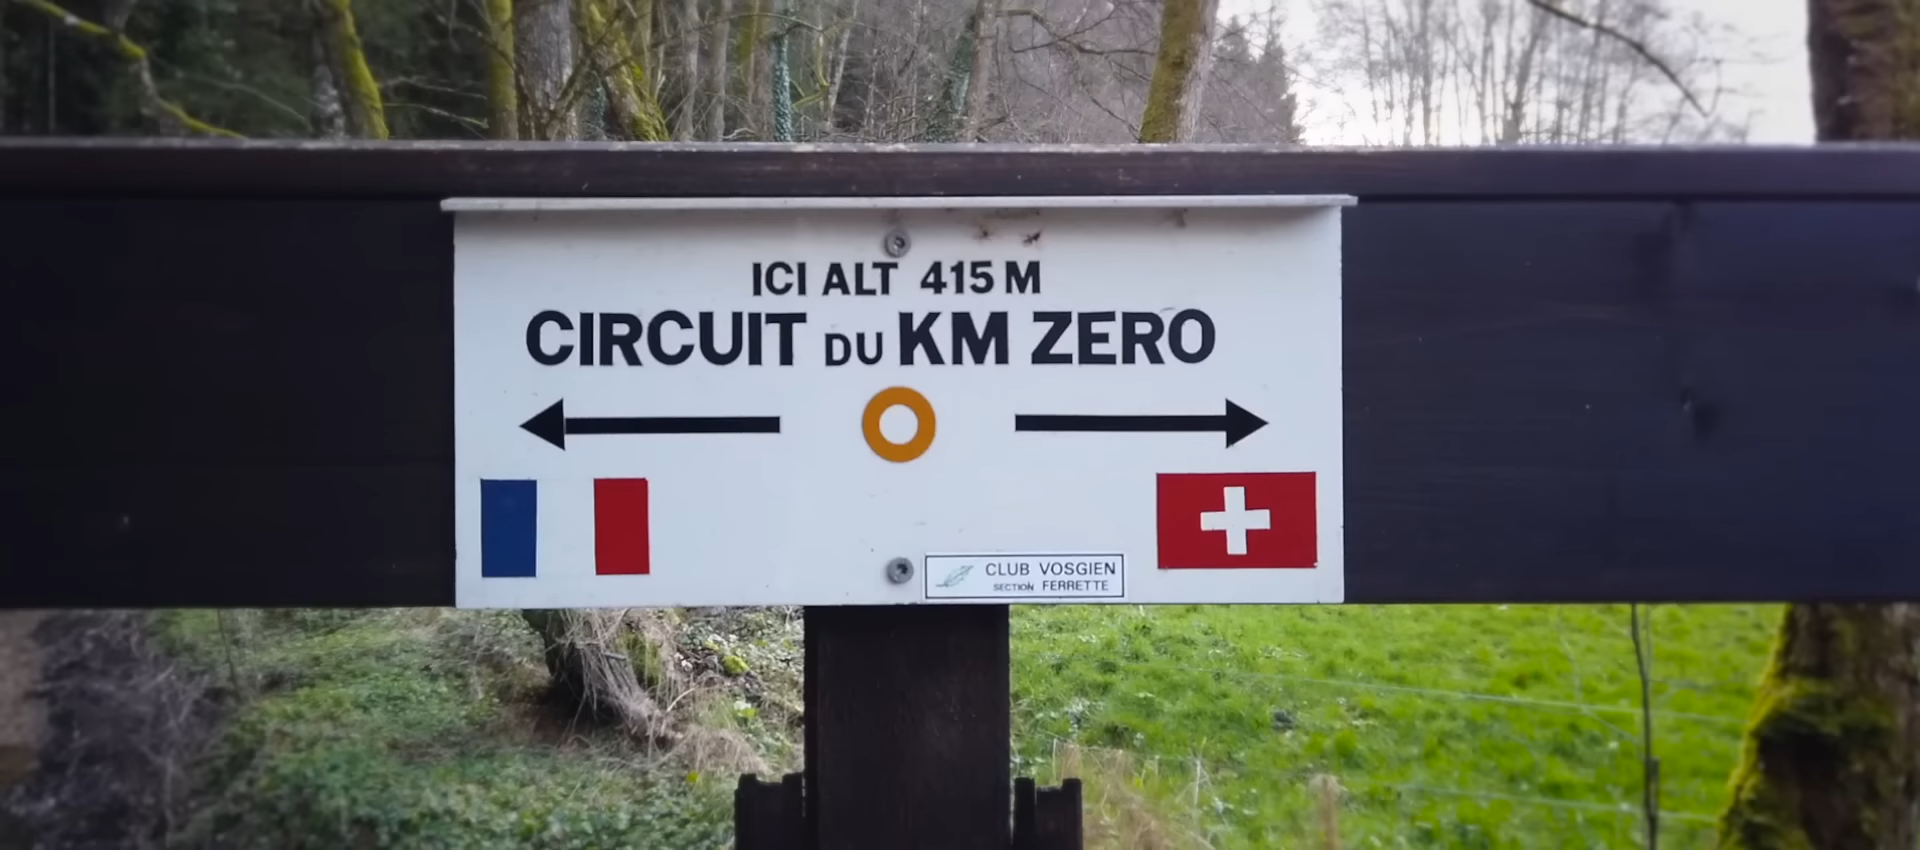 ICI ALT 415 M
CIRCUIT DU KM ZERO
CLUB VOSGIEN
SECTION FERRETTE